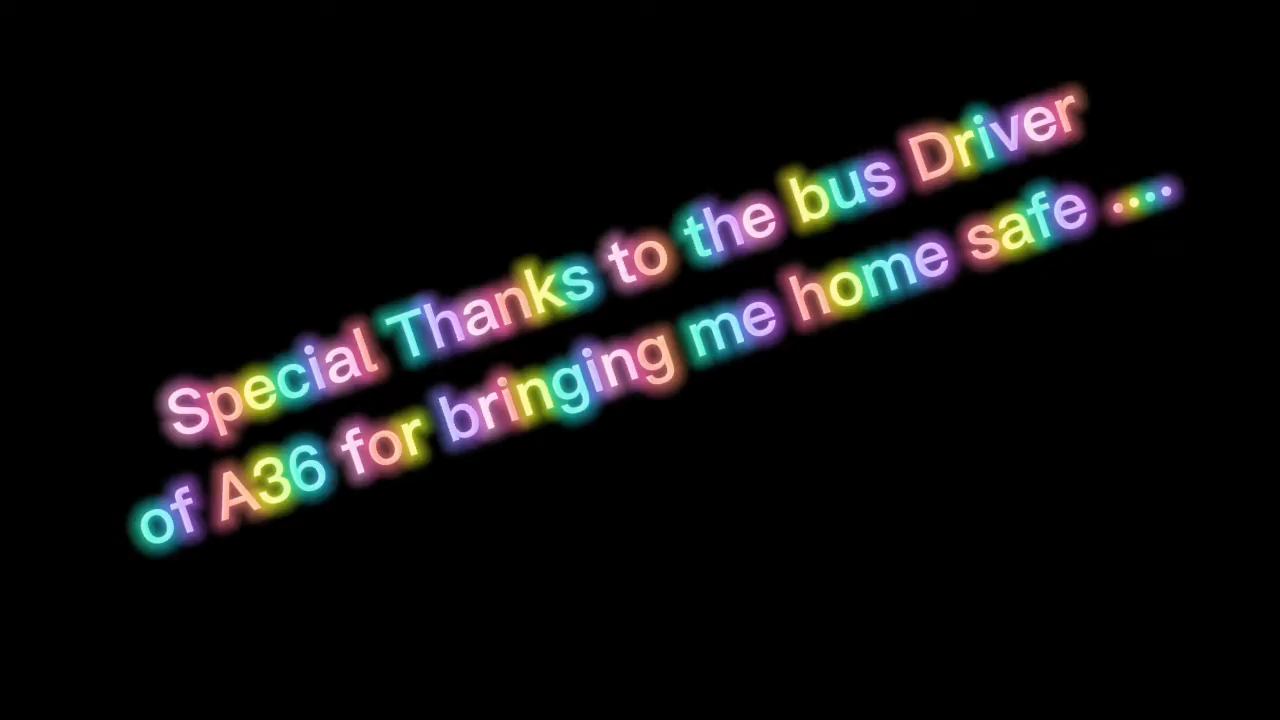 Special Thanks to the bus Driver
of A36 for bringing me home safe ....